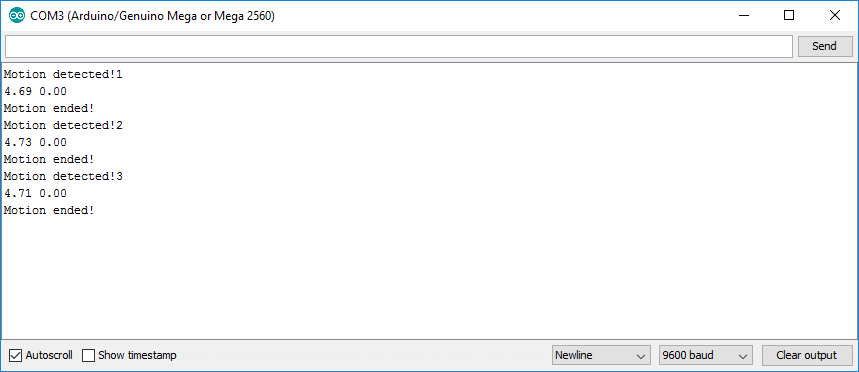 COM3 (Arduino/Genuino Mega or Mega 2560)
Send
Motion detected!1
4.69 0.00
Motion ended!
Motion detected!2
4.73 0.00
Motion ended!
Motion detected!3
4.71 0.00
Motion ended!
Autoscroll Show timestamp Newline 9600 baud Clear output